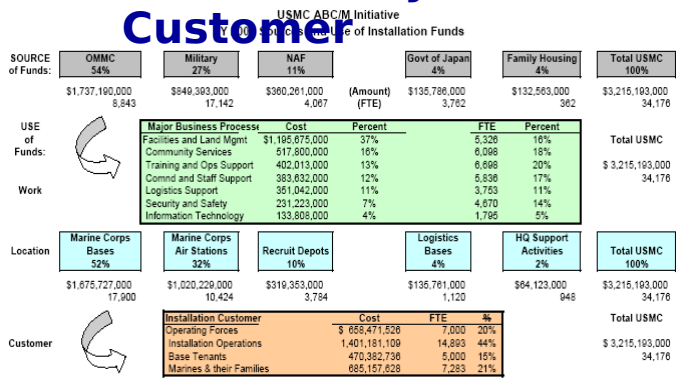 USMC ABC/M Initiative
Sources and Use of Installation Funds
Customer
SOURCE of Funds: OMMC 54% Military 27% NAF 11% Govt of Japan 4% Family Housing 4% Total USMC 100%
$1,737,190,000 $849,393,000 $360,261,000 (Amount) $135,786,000 $132,563,000 $3,215,193,000
8,843 17,142 4,067 (FTE) 3,762 362 34,176
USE of Funds:
Major Business Processe Cost Percent FTE Percent
Facilities and Land Mgmt $1,195,675,000 37% 5,326 16% Total USMC
Community Services 517,800,000 16% 6,098 18%
Training and Ops Support 402,013,000 13% 6,698 20% $ 3,215,193,000
Comnd and Staff Support 383,632,000 12% 5,836 17% 34,176
Work Logistics Support 351,042,000 11% 3,753 11%
Security and Safety 231,223,000 7% 4,670 14%
Information Technology 133,808,000 4% 1,795 5%
Location Marine Corps Bases 52% Marine Corps Air Stations 32% Recruit Depots 10% Logistics Bases 4% HQ Support Activities 2% Total USMC 100%
$1,675,727,000 $1,020,229,000 $319,353,000 $135,761,000 $64,123,000 $3,215,193,000
17,900 10,424 3,784 1,120 948 34,176
Installation Customer Cost FTE % Total USMC
Operating Forces $ 658,471,526 7,000 20%
Customer Installation Operations 1,401,181,109 14,893 44% $ 3,215,193,000
Base Tenants 470,382,736 5,000 15% 34,176
Marines & their Families 685,157,628 7,283 21%